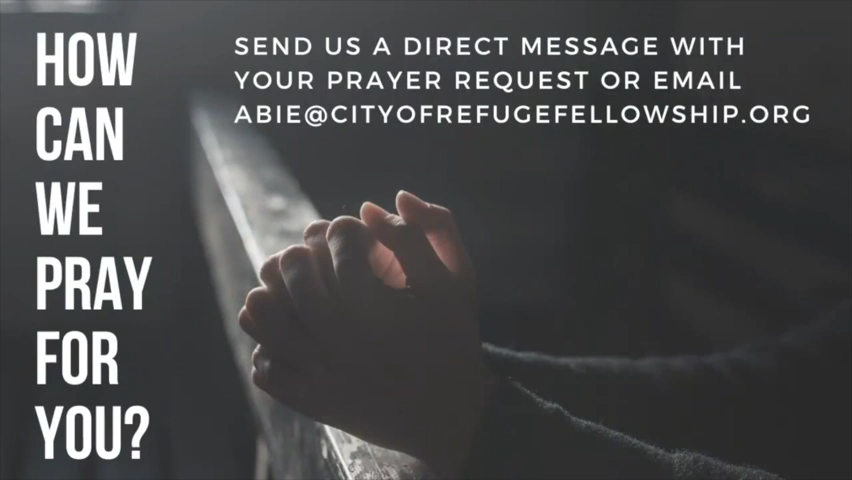 HOW
CAN
WE
PRAY
FOR
YOU?
SEND US A DIRECT MESSAGE WITH
YOUR PRAYER REQUEST OR EMAIL
ABIE@CITYOFREFUGEFELLOWSHIP.ORG